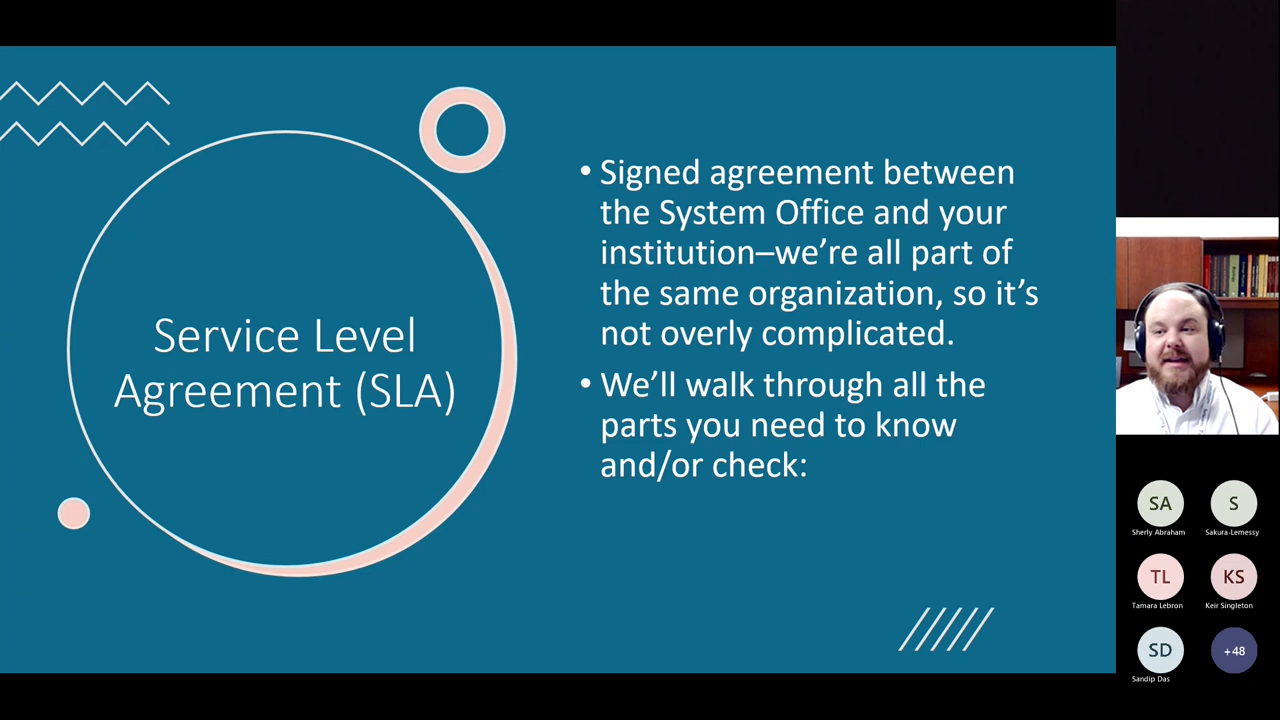 Service Level
Agreement (SLA)
• Signed agreement between
the System Office and your
institution–we’re all part of
the same organization, so it’s
not overly complicated.
• We’ll walk through all the
parts you need to know
and/or check:
SA
Sherly Abraham
S
Sakura-Lemessy
TL
Tamara Lebron
KS
Keir Singleton
SD
Sandip Das
+48